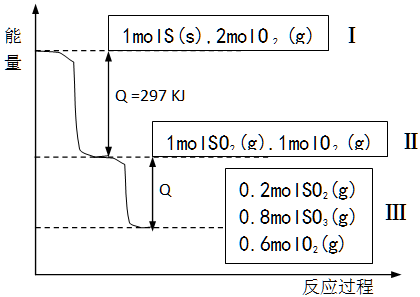 能量
1molS(s).2molO₂(g) Ⅰ
Q =297 KJ
1molSO₂(g).1molO₂(g) Ⅱ
Q
0.2molSO₂(g)
0.8molSO₃(g) Ⅲ
0.6molO₂(g)
反应过程